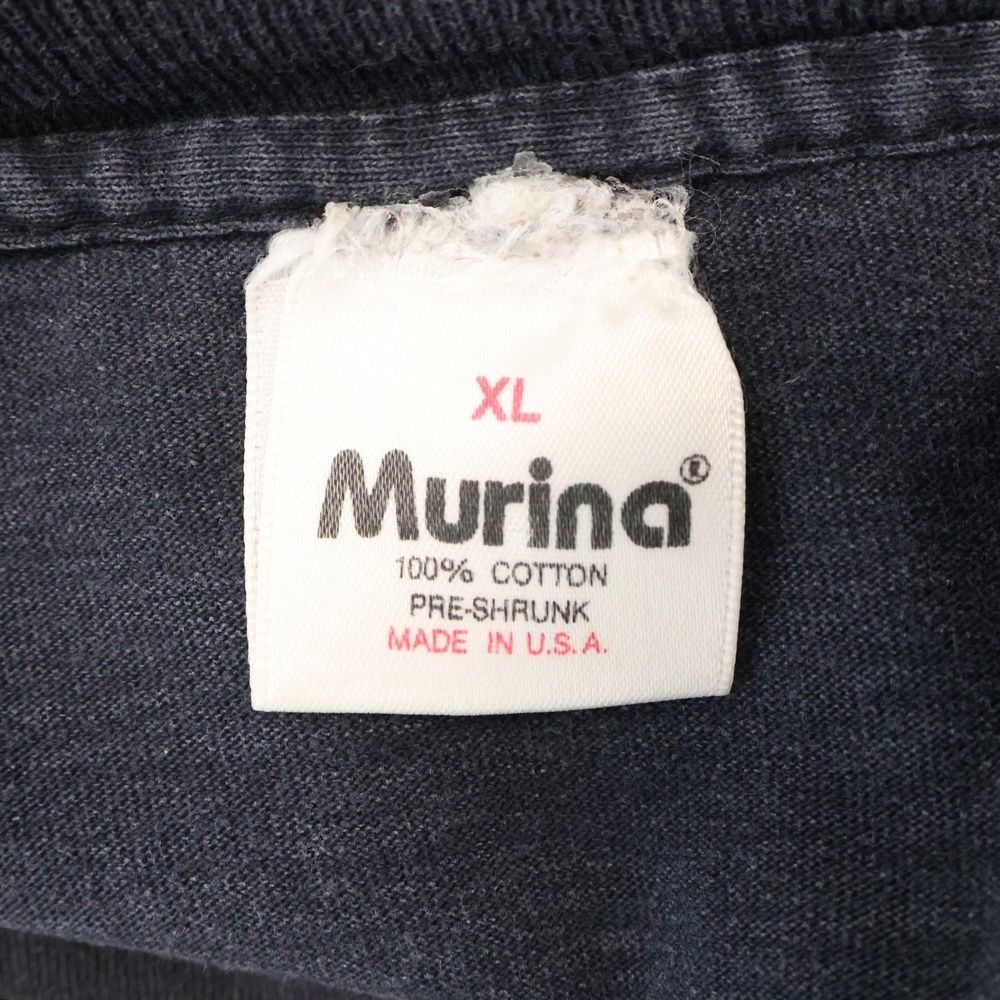 XL
Murina®
100% COTTON
PRE-SHRUNK
MADE IN U.S.A.